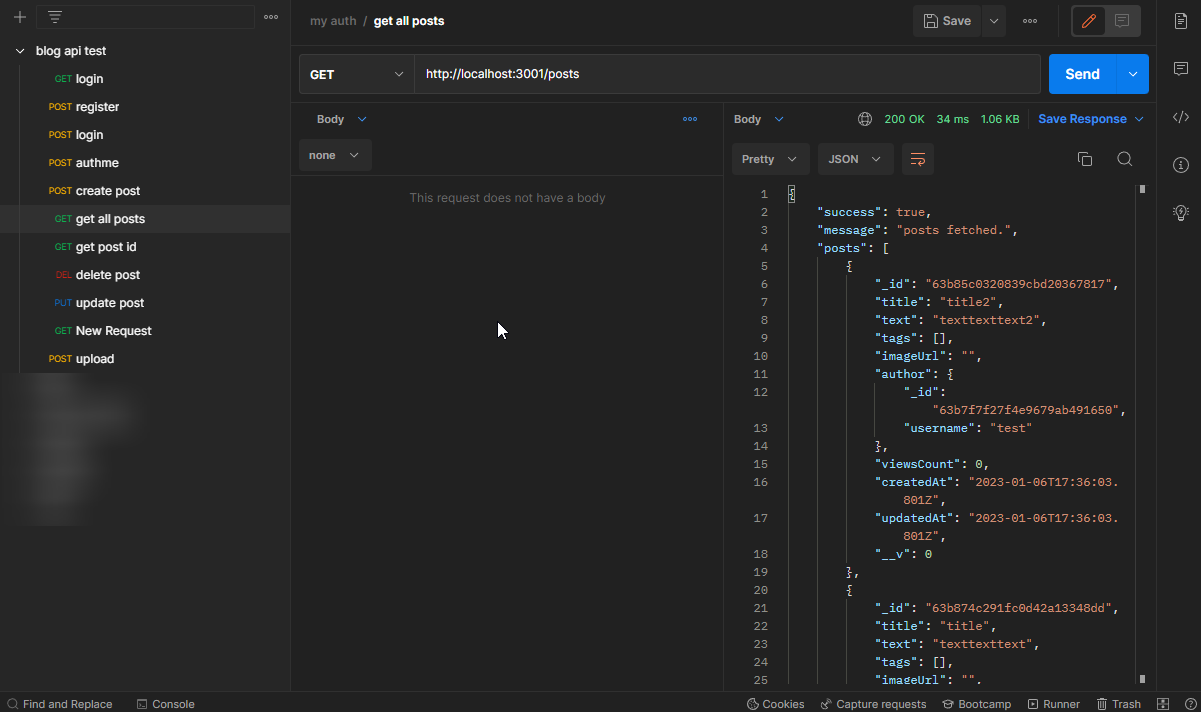 my auth / get all posts
Save
blog api test
GET login
POST register
POST login
POST authme
POST create post
GET get all posts
GET get post id
DEL delete post
PUT update post
GET New Request
POST upload
GET
http://localhost:3001/posts
Send
Body
none
This request does not have a body
Body
200 OK 34 ms 1.06 KB Save Response
Pretty JSON
1 {
2 "success": true,
3 "message": "posts fetched.",
4 "posts": [
5 {
6 "_id": "63b85c0320839cbd20367817",
7 "title": "title2",
8 "text": "texttexttext2",
9 "tags": [],
10 "imageUrl": "",
11 "author": {
12 "_id":
"63b7f7f27f4e9679ab491650",
13 "username": "test"
14 },
15 "viewsCount": 0,
16 "createdAt": "2023-01-06T17:36:03.
801Z",
17 "updatedAt": "2023-01-06T17:36:03.
801Z",
18 "__v": 0
19 },
20 {
21 "_id": "63b874c291fc0d42a13348dd",
22 "title": "title",
23 "text": "texttexttext",
24 "tags": [],
25 "imageUrl": "",
Find and Replace Console
Cookies Capture requests Bootcamp Runner Trash